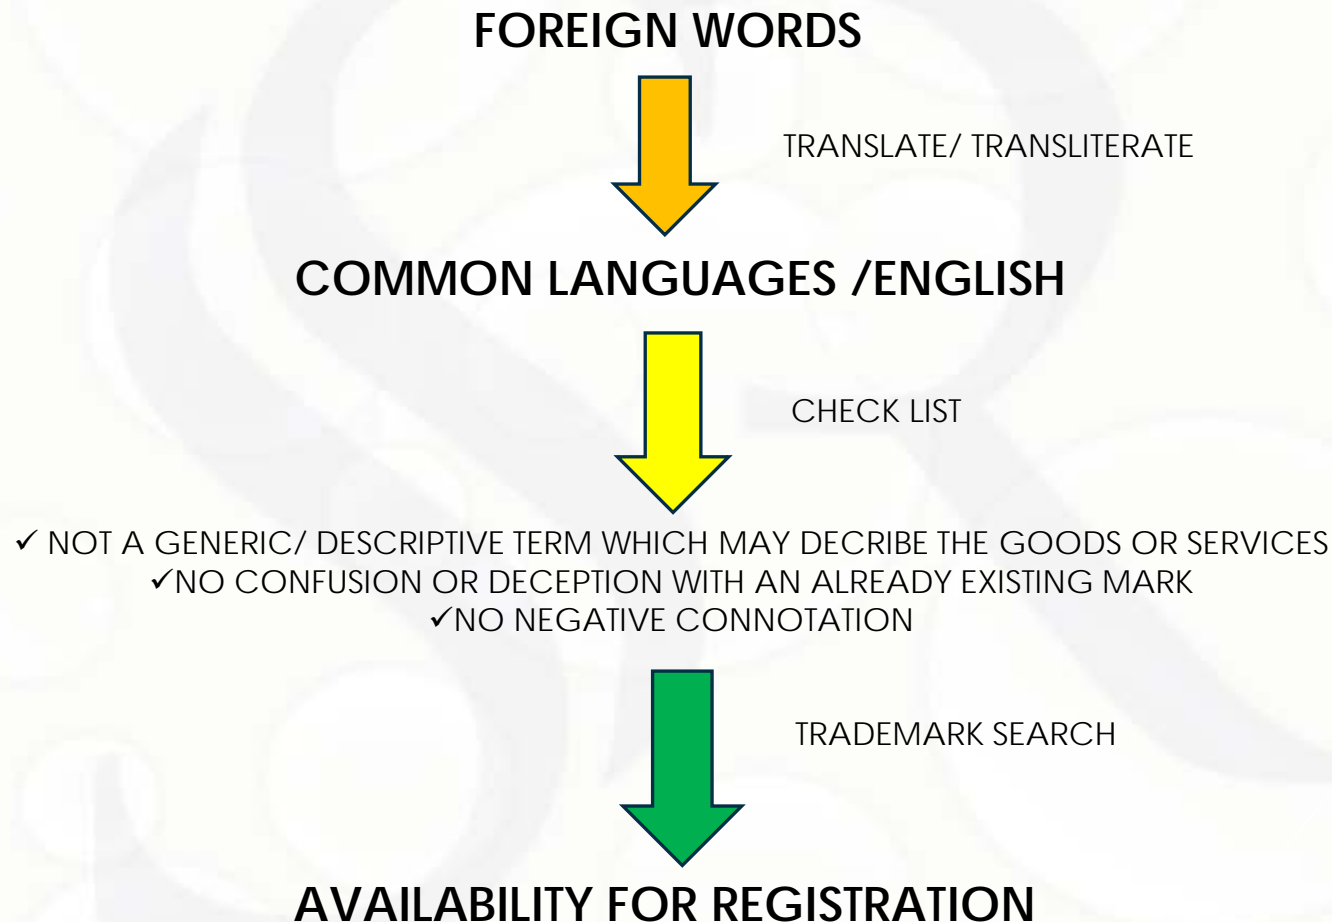 FOREIGN WORDS
TRANSLATE/ TRANSLITERATE
COMMON LANGUAGES /ENGLISH
CHECK LIST
✓ NOT A GENERIC/ DESCRIPTIVE TERM WHICH MAY DECRIBE THE GOODS OR SERVICES
✓NO CONFUSION OR DECEPTION WITH AN ALREADY EXISTING MARK
✓NO NEGATIVE CONNOTATION
TRADEMARK SEARCH
AVAILABILITY FOR REGISTRATION